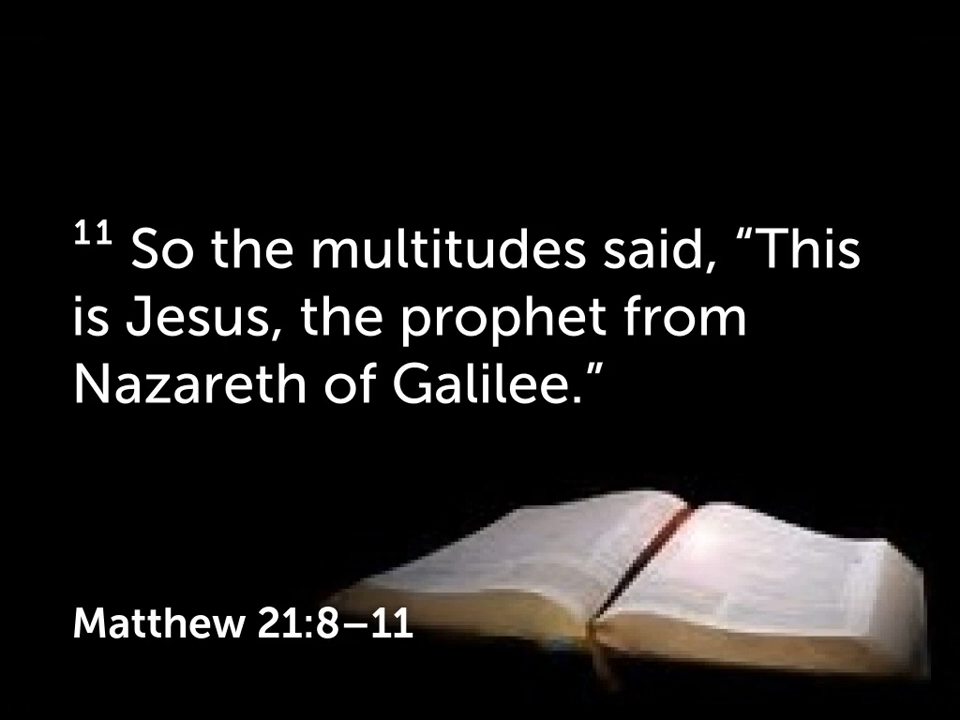 ¹¹ So the multitudes said, “This
is Jesus, the prophet from
Nazareth of Galilee.”
Matthew 21:8–11